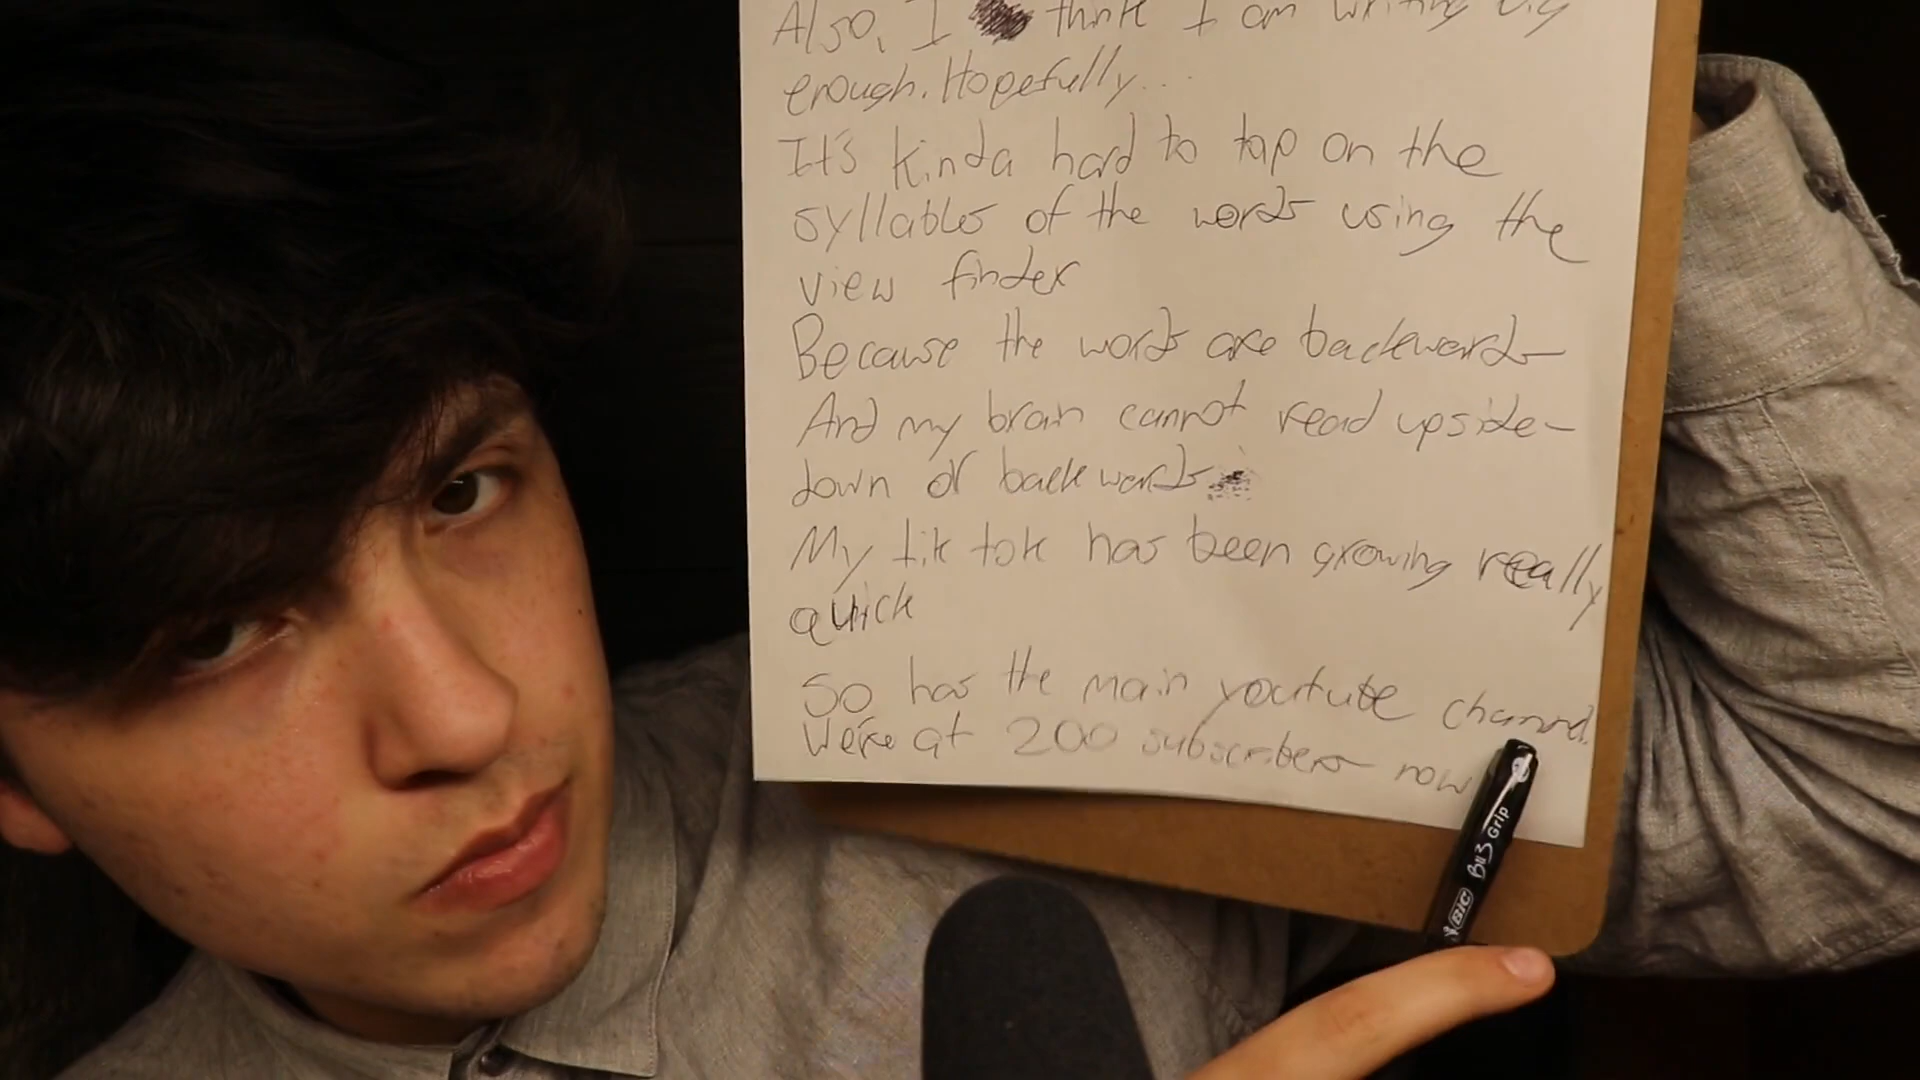 Also, I think I am writing big
enough. Hopefully...
It's kinda hard to tap on the
syllables of the words using the
view finder
Because the words are backwards
And my brain cannot read upside-
down or backwards
My tik tok has been growing really
quick
So has the main youtube channel.
We're at 200 subscribers now
BIC Bu3 Grip